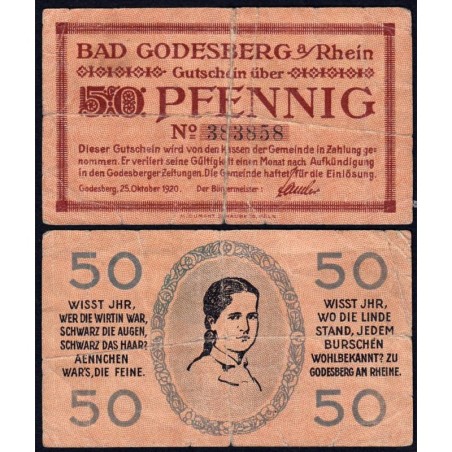 BAD GODESBERG a/Rhein
Gutschein über
50 PFENNIG
No 383858
Dieser Gutschein wird von den Kassen der Gemeinde in Zahlung ge-
nommen. Er verliert seine Gültigkeit einen Monat nach Aufkündigung
in den Godesberger Zeitungen. Die Gemeinde haftet für die Einlösung.
Godesberg, 25. Oktober 1920. Der Bürgermeister:
50 50
WISST JHR,
WER DIE WIRTIN WAR,
SCHWARZ DIE AUGEN,
SCHWARZ DAS HAAR?
AENNCHEN
WAR'S, DIE FEINE.
WISST JHR,
WO DIE LINDE
STAND, JEDEM
BURSCHEN
WOHLBEKANNT? ZU
GODESBERG AM RHEINE.
50 50